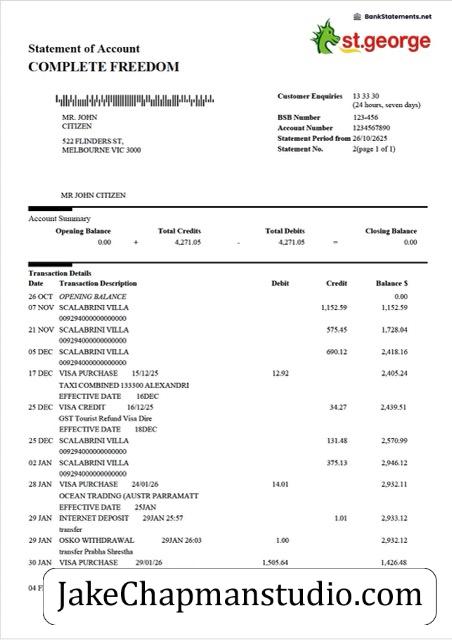 BankStatements.net
st.george
Statement of Account
COMPLETE FREEDOM
Customer Enquiries 13 33 30
(24 hours, seven days)
MR. JOHN
CITIZEN
BSB Number 123-456
Account Number 1234567890
522 FLINDERS ST,
MELBOURNE VIC 3000
Statement Period from 26/10/2625
Statement No. 2(page 1 of 1)
MR JOHN CITIZEN
Account Summary
Opening Balance Total Credits Total Debits Closing Balance
0.00 + 4,271.05 - 4,271.05 = 0.00
Transaction Details
Date Transaction Description Debit Credit Balance $
26 OCT OPENING BALANCE 0.00
07 NOV SCALABRINI VILLA 1,152.59 1,152.59
009294000000000000
21 NOV SCALABRINI VILLA 575.45 1,728.04
009294000000000000
05 DEC SCALABRINI VILLA 690.12 2,418.16
009294000000000000
17 DEC VISA PURCHASE 15/12/25 12.92 2,405.24
TAXI COMBINED 133300 ALEXANDRI
EFFECTIVE DATE 16DEC
25 DEC VISA CREDIT 16/12/25 34.27 2,439.51
GST Tourist Refund Visa Dire
EFFECTIVE DATE 18DEC
25 DEC SCALABRINI VILLA 131.48 2,570.99
009294000000000000
02 JAN SCALABRINI VILLA 375.13 2,946.12
009294000000000000
28 JAN VISA PURCHASE 24/01/26 14.01 2,932.11
OCEAN TRADING (AUSTR PARRAMATT
EFFECTIVE DATE 25JAN
29 JAN INTERNET DEPOSIT 29JAN 25:57 1.01 2,933.12
transfer
29 JAN OSKO WITHDRAWAL 29JAN 26:03 1.00 2,932.12
transfer Prabha Shrestha
30 JAN VISA PURCHASE 29/01/26 1,505.64 1,426.48
04 F
JakeChapmanstudio.com